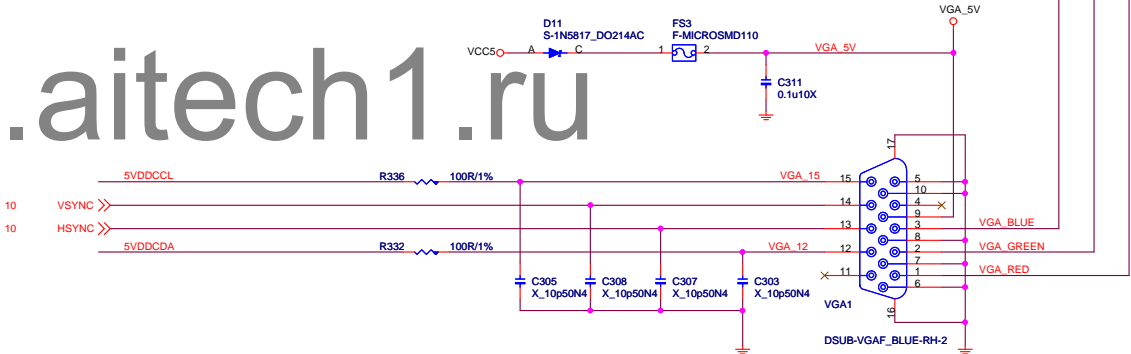 VGA_5V
D11
S-1N5817_DO214AC
FS3
F-MICROSMD110
VCC5
A
C
1
2
VGA_5V
C311
0.1u10X
.aitech1.ru
17
5VDDCCL
R336
100R/1%
VGA_15
15
5
10
10
VSYNC
14
4
9
10
HSYNC
13
3
VGA_BLUE
8
5VDDCDA
R332
100R/1%
VGA_12
12
2
VGA_GREEN
7
11
1
VGA_RED
6
C305
X_10p50N4
C308
X_10p50N4
C307
X_10p50N4
C303
X_10p50N4
VGA1
16
DSUB-VGAF_BLUE-RH-2